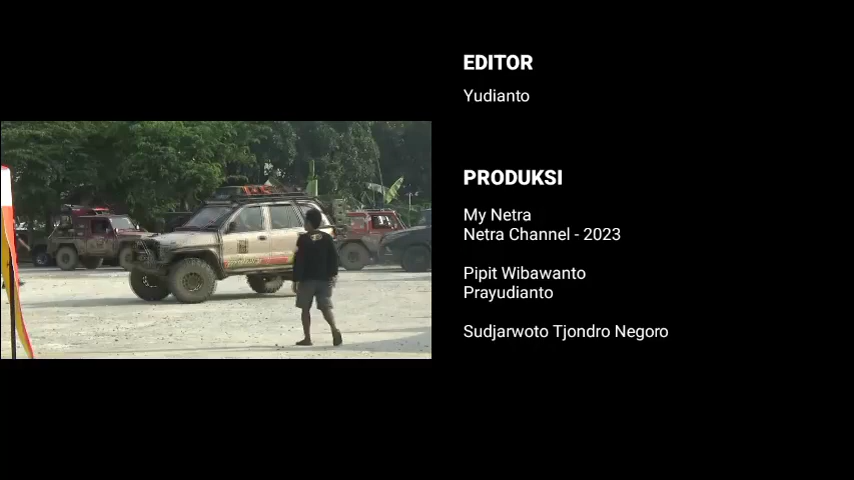 EDITOR
Yudianto
PRODUKSI
My Netra
Netra Channel - 2023
Pipit Wibawanto
Prayudianto
Sudjarwoto Tjondro Negoro